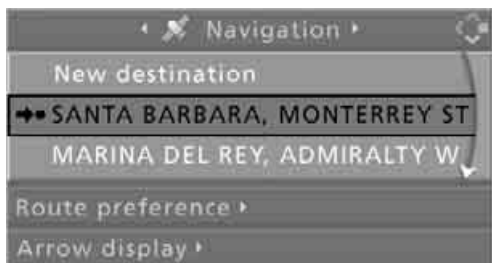 Navigation
New destination
SANTA BARBARA, MONTERREY ST
MARINA DEL REY, ADMIRALTY W
Route preference
Arrow display